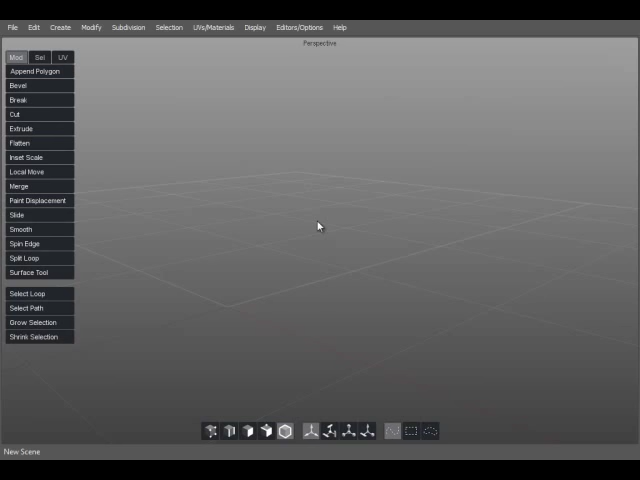 File Edit Create Modify Subdivision Selection UVs/Materials Display Editors/Options Help
Perspective
Mod Sel UV
Append Polygon
Bevel
Break
Cut
Extrude
Flatten
Inset Scale
Local Move
Merge
Paint Displacement
Slide
Smooth
Spin Edge
Split Loop
Surface Tool
Select Loop
Select Path
Grow Selection
Shrink Selection
New Scene